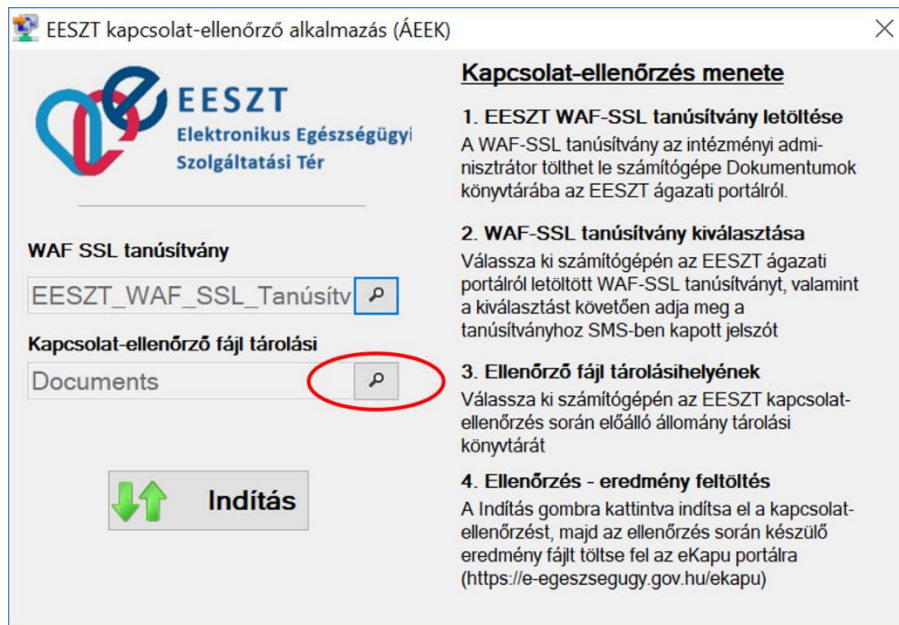 EESZT kapcsolat-ellenőrző alkalmazás (ÁEEK)
EESZT
Elektronikus Egészségügyi
Szolgáltatási Tér
WAF SSL tanúsítvány
EESZT_WAF_SSL_Tanúsítv
Kapcsolat-ellenőrző fájl tárolási
Documents
Indítás
Kapcsolat-ellenőrzés menete
1. EESZT WAF-SSL tanúsítvány letöltése
A WAF-SSL tanúsítvány az intézményi admi-
nisztrátor tölthet le számítógépe Dokumentumok
könyvtárába az EESZT ágazati portálról.
2. WAF-SSL tanúsítvány kiválasztása
Válassza ki számítógépén az EESZT ágazati
portálról letöltött WAF-SSL tanúsítványt, valamint
a kiválasztást követően adja meg a
tanúsítványhoz SMS-ben kapott jelszót
3. Ellenőrző fájl tárolásihelyének
Válassza ki számítógépén az EESZT kapcsolat-
ellenőrzés során előálló állomány tárolási
könyvtárát
4. Ellenőrzés - eredmény feltöltés
A Indítás gombra kattintva indítsa el a kapcsolat-
ellenőrzést, majd az ellenőrzés során készülő
eredmény fájlt töltse fel az eKapu portálra
(https://e-egeszsegugy.gov.hu/ekapu)